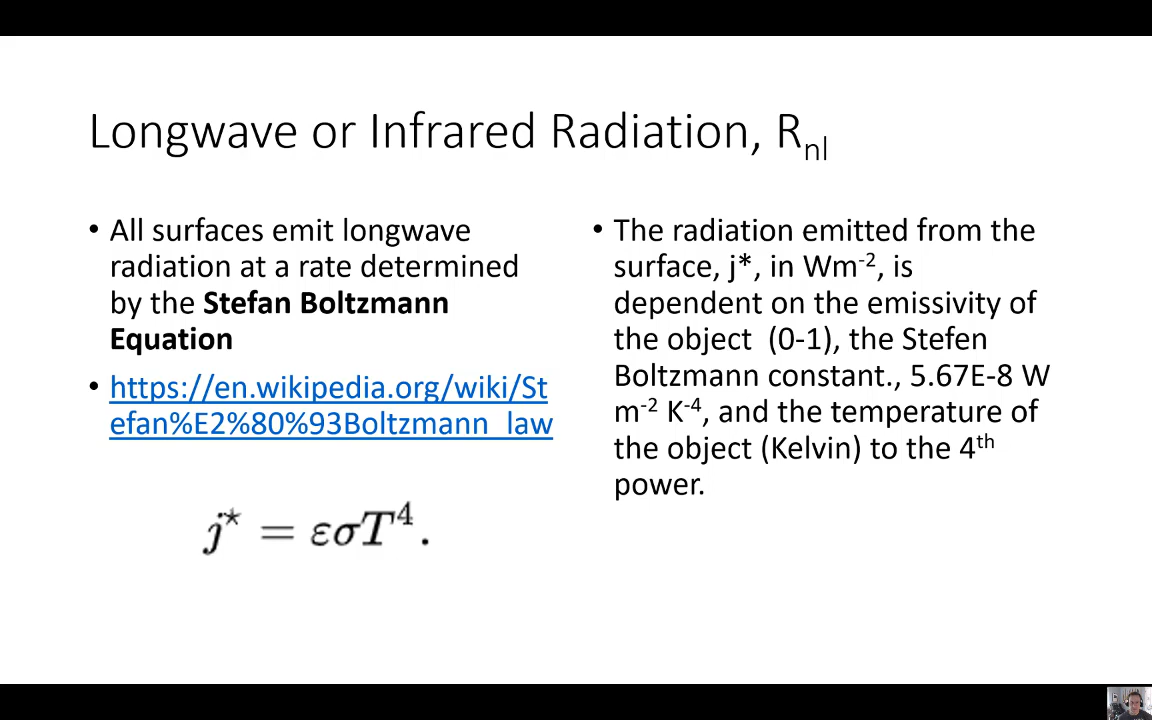 Longwave or Infrared Radiation, Rnl
• All surfaces emit longwave
radiation at a rate determined
by the Stefan Boltzmann
Equation
• https://en.wikipedia.org/wiki/St
efan%E2%80%93Boltzmann_law
j⋆ = εσT⁴.
• The radiation emitted from the
surface, j*, in Wm⁻², is
dependent on the emissivity of
the object (0-1), the Stefen
Boltzmann constant., 5.67E-8 W
m⁻² K⁻⁴, and the temperature of
the object (Kelvin) to the 4ᵗʰ
power.